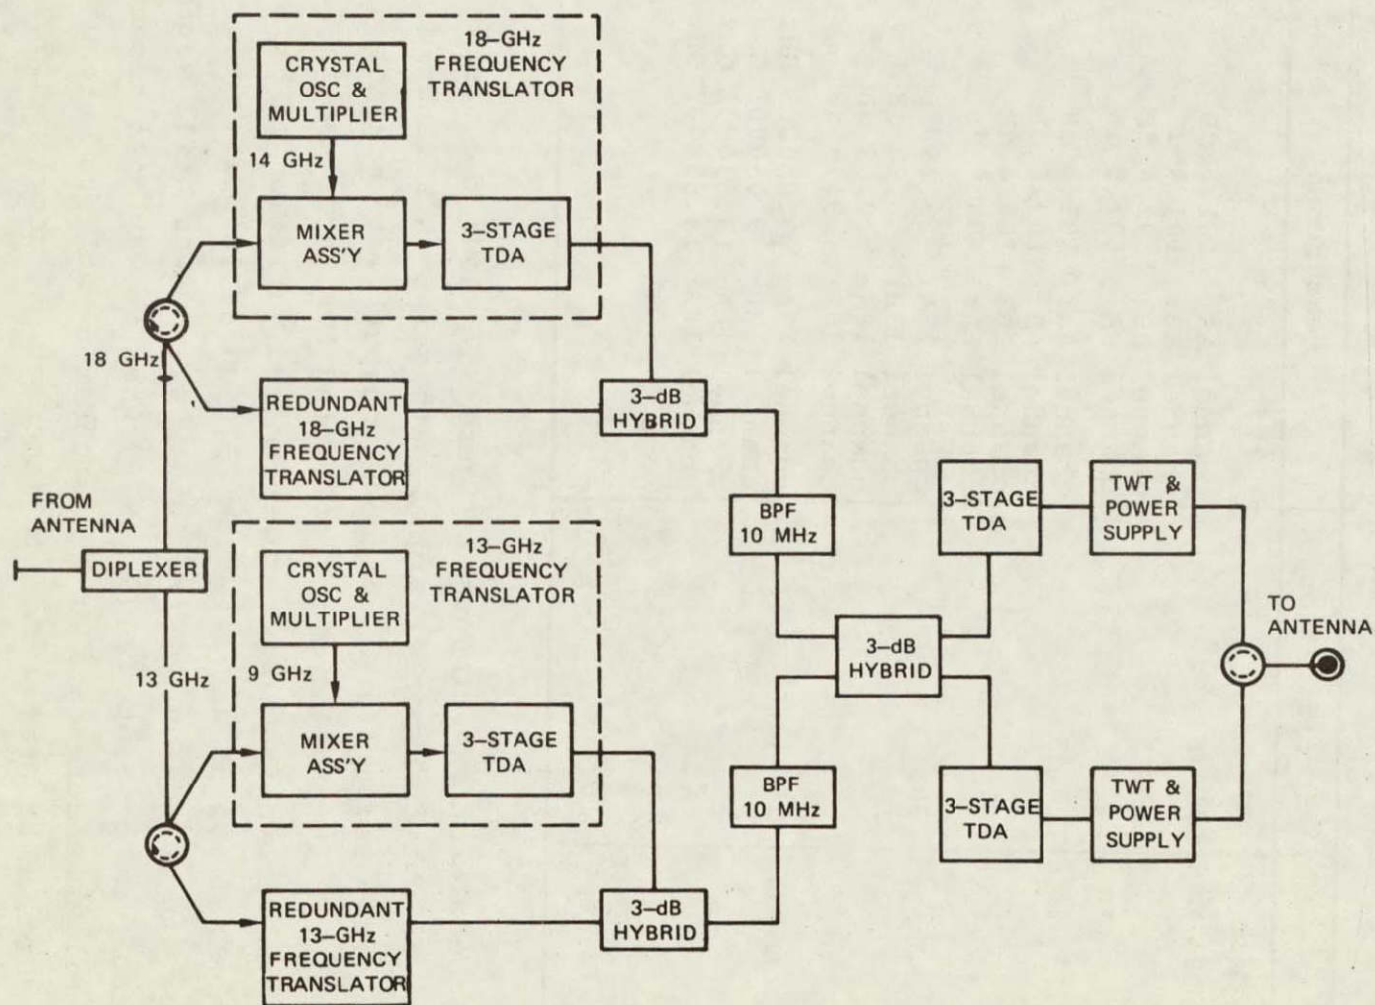 18-GHz
FREQUENCY
TRANSLATOR
CRYSTAL
OSC &
MULTIPLIER
14 GHz
MIXER
ASS'Y
3-STAGE
TDA
18 GHz
REDUNDANT
18-GHz
FREQUENCY
TRANSLATOR
3-dB
HYBRID
FROM
ANTENNA
DIPLEXER
13-GHz
FREQUENCY
TRANSLATOR
CRYSTAL
OSC &
MULTIPLIER
9 GHz
13 GHz
MIXER
ASS'Y
3-STAGE
TDA
REDUNDANT
13-GHz
FREQUENCY
TRANSLATOR
3-dB
HYBRID
BPF
10 MHz
BPF
10 MHz
3-dB
HYBRID
3-STAGE
TDA
TWT &
POWER
SUPPLY
3-STAGE
TDA
TWT &
POWER
SUPPLY
TO
ANTENNA